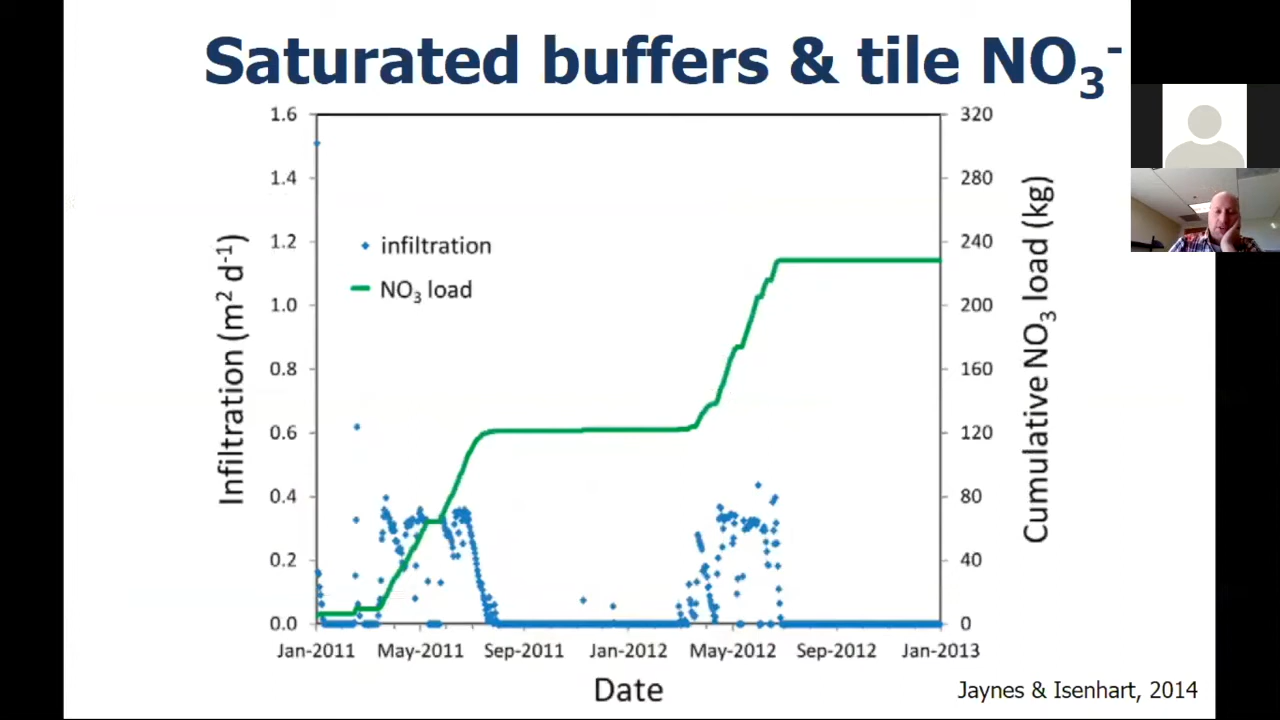 Saturated buffers & tile NO₃⁻
1.6
1.4
1.2
1.0
0.8
0.6
0.4
0.2
0.0
Infiltration (m² d⁻¹)
infiltration
NO₃ load
320
280
240
200
160
120
80
40
0
Cumulative NO₃ load (kg)
Jan-2011 May-2011 Sep-2011 Jan-2012 May-2012 Sep-2012 Jan-2013
Date
Jaynes & Isenhart, 2014